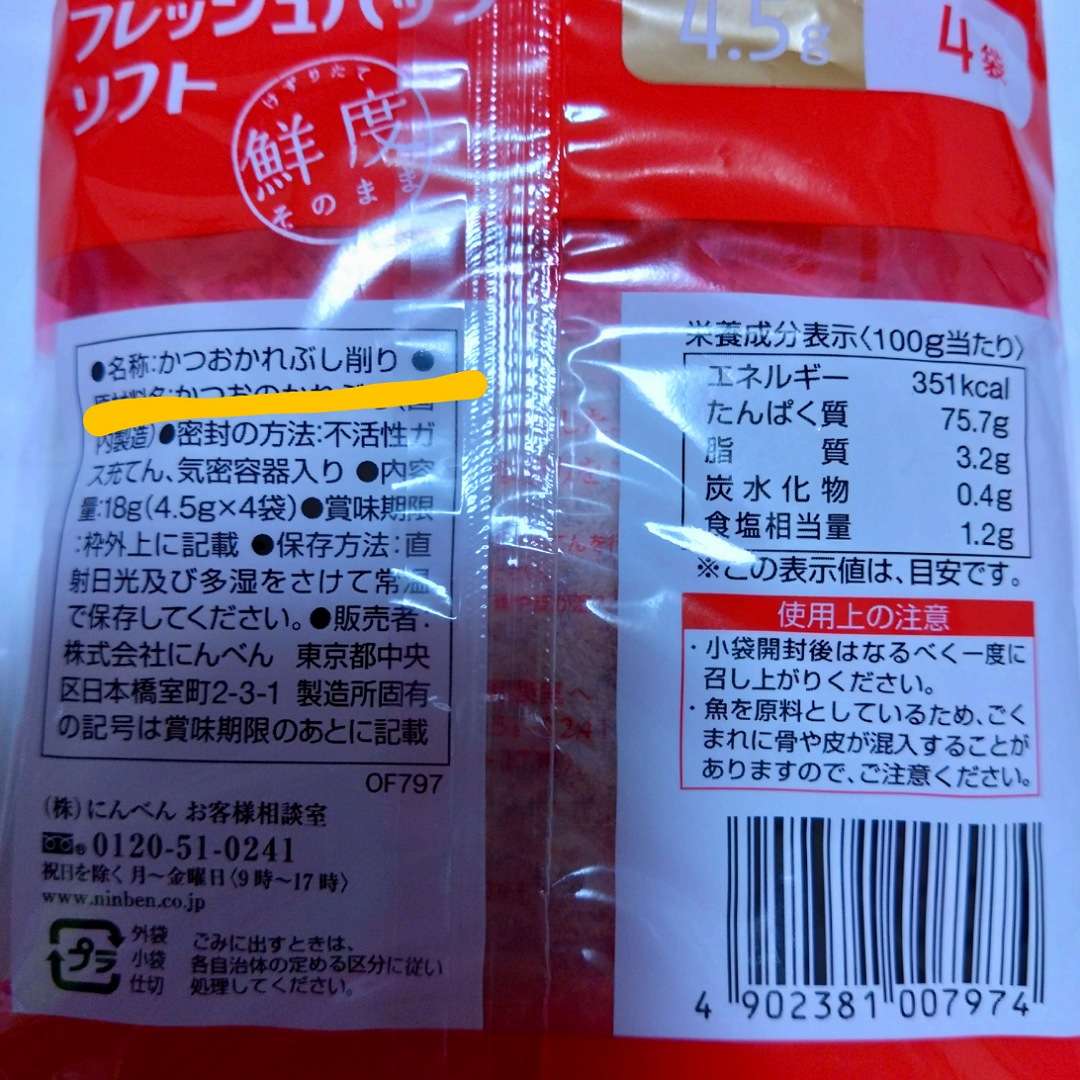 フレッシュパック
ソフト
4.5g
4袋
けずりたて
鮮度
そのまま
●名称:かつおかれぶし削り ●
原材料名:かつおのかれぶし(国
内製造)●密封の方法:不活性ガ
ス充てん、気密容器入り ●内容
量:18g(4.5g×4袋)●賞味期限
:枠外上に記載 ●保存方法:直
射日光及び多湿をさけて常温
で保存してください。●販売者:
株式会社にんべん 東京都中央
区日本橋室町2-3-1 製造所固有
の記号は賞味期限のあとに記載
OF797
(株)にんべん お客様相談室
0120-51-0241
祝日を除く 月〜金曜日〈9時〜17時〉
www.ninben.co.jp
プラ
外袋
小袋
仕切
ごみに出すときは、
各自治体の定める区分に従い
処理してください。
栄養成分表示〈100g当たり〉
エネルギー 351kcal
たんぱく質 75.7g
脂質 3.2g
炭水化物 0.4g
食塩相当量 1.2g
※この表示値は、目安です。
使用上の注意
・小袋開封後はなるべく一度に
召し上がりください。
・魚を原料としているため、ごく
まれに骨や皮が混入することが
ありますので、ご注意ください。
4 902381 007974